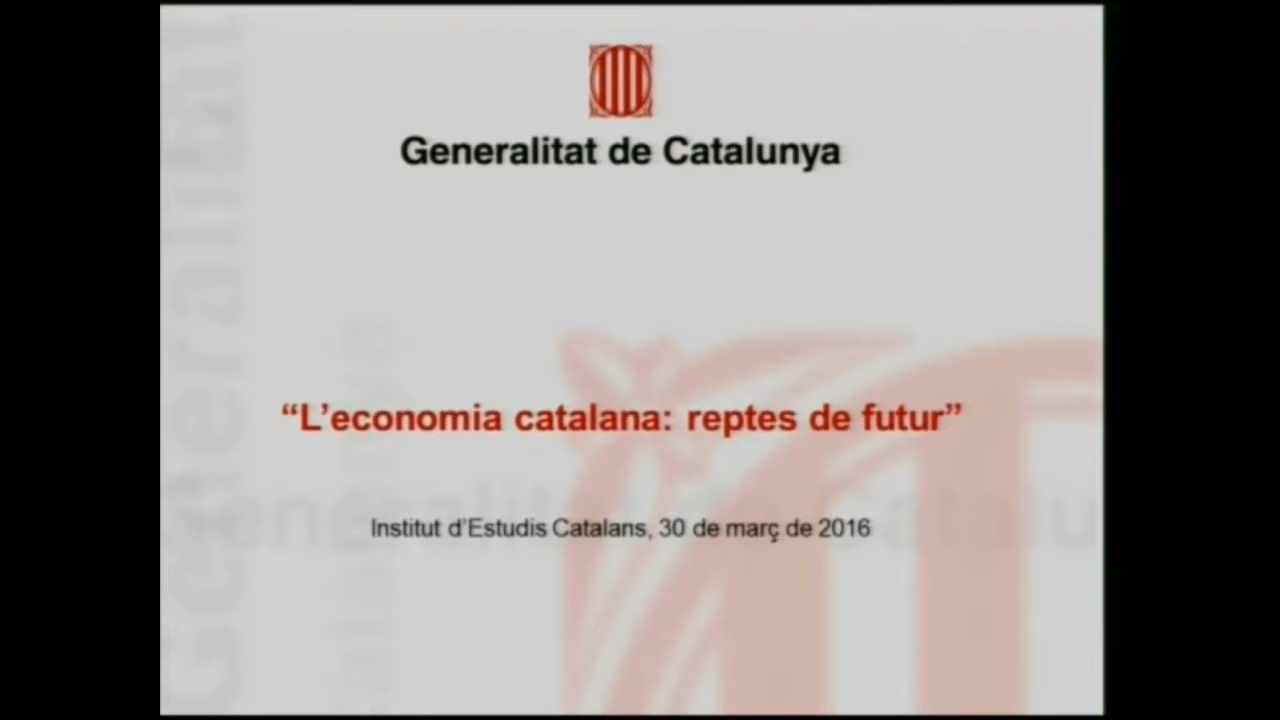 Generalitat de Catalunya
“L’economia catalana: reptes de futur”
Institut d’Estudis Catalans, 30 de març de 2016